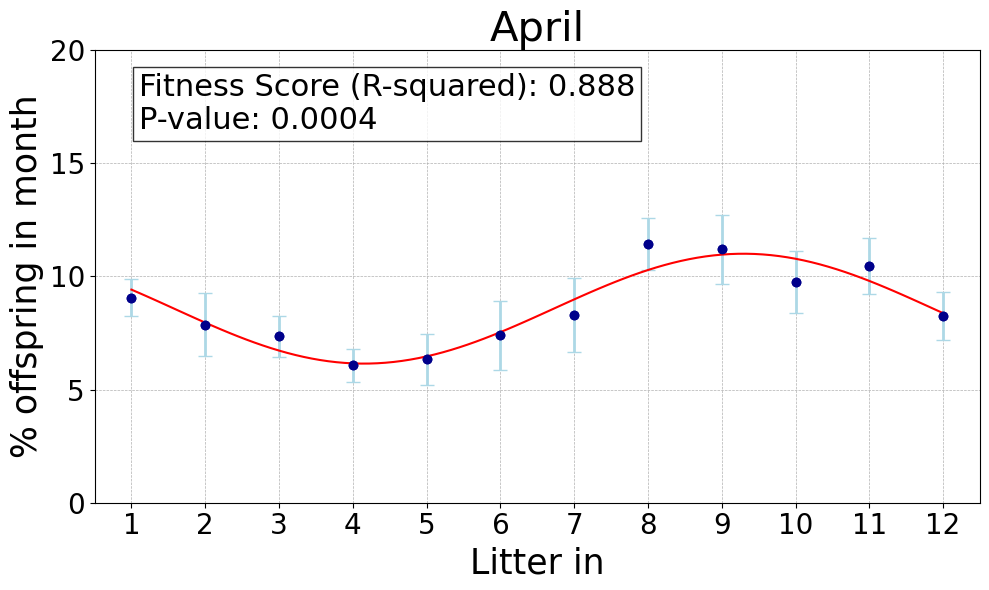 April
Fitness Score (R-squared): 0.888
P-value: 0.0004
% offspring in month
20
15
10
5
0
1 2 3 4 5 6 7 8 9 10 11 12
Litter in